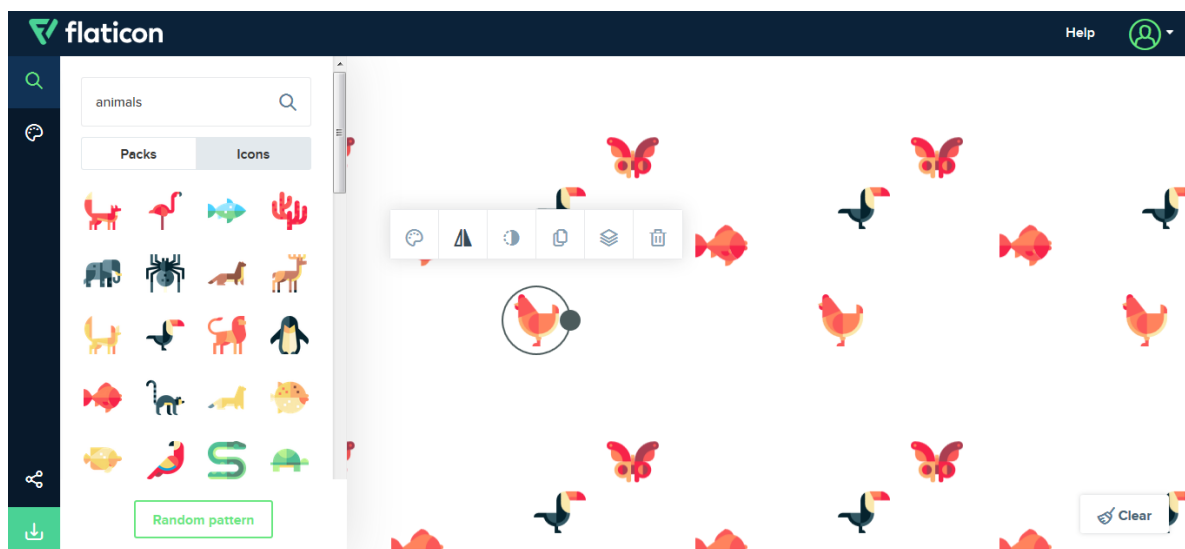 flaticon
Help
animals
Packs
Icons
Random pattern
Clear